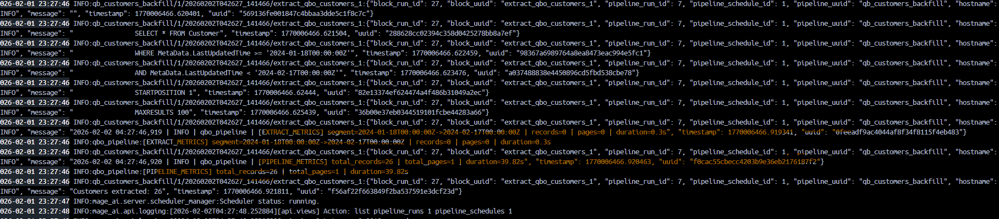 026-02-01 23:27:46 INFO:qb_customers_backfill/1/20260202T042627_141466/extract_qbo_customers_1:{"block_run_id": 27, "block_uuid": "extract_qbo_customers_1", "pipeline_run_id": 7, "pipeline_schedule_id": 1, "pipeline_uuid": "qb_customers_backfill", "hostname":
INFO", "message": "", "timestamp": 1770006466.620401, "uuid": "569136fe001847c4bbaa3dde5c1f8c7c"}
026-02-01 23:27:46 INFO:qb_customers_backfill/1/20260202T042627_141466/extract_qbo_customers_1:{"block_run_id": 27, "block_uuid": "extract_qbo_customers_1", "pipeline_run_id": 7, "pipeline_schedule_id": 1, "pipeline_uuid": "qb_customers_backfill", "hostname":
INFO", "message": " SELECT * FROM Customer", "timestamp": 1770006466.621504, "uuid": "288628cc02394c358d0425278bb8a7ef"}
026-02-01 23:27:46 INFO:qb_customers_backfill/1/20260202T042627_141466/extract_qbo_customers_1:{"block_run_id": 27, "block_uuid": "extract_qbo_customers_1", "pipeline_run_id": 7, "pipeline_schedule_id": 1, "pipeline_uuid": "qb_customers_backfill", "hostname":
INFO", "message": " WHERE MetaData.LastUpdatedTime >= '2024-01-18T00:00:00Z'", "timestamp": 1770006466.622459, "uuid": "98367a6989764a8ea8473eac994e5fc1"}
026-02-01 23:27:46 INFO:qb_customers_backfill/1/20260202T042627_141466/extract_qbo_customers_1:{"block_run_id": 27, "block_uuid": "extract_qbo_customers_1", "pipeline_run_id": 7, "pipeline_schedule_id": 1, "pipeline_uuid": "qb_customers_backfill", "hostname":
INFO", "message": " AND MetaData.LastUpdatedTime < '2024-02-17T00:00:00Z'", "timestamp": 1770006466.623476, "uuid": "a037488838e4450896cd5fbd538cbe78"}
026-02-01 23:27:46 INFO:qb_customers_backfill/1/20260202T042627_141466/extract_qbo_customers_1:{"block_run_id": 27, "block_uuid": "extract_qbo_customers_1", "pipeline_run_id": 7, "pipeline_schedule_id": 1, "pipeline_uuid": "qb_customers_backfill", "hostname":
INFO", "message": " STARTPOSITION 1", "timestamp": 1770006466.62444, "uuid": "82e13374ef624474a4f486b31049a2ec"}
026-02-01 23:27:46 INFO:qb_customers_backfill/1/20260202T042627_141466/extract_qbo_customers_1:{"block_run_id": 27, "block_uuid": "extract_qbo_customers_1", "pipeline_run_id": 7, "pipeline_schedule_id": 1, "pipeline_uuid": "qb_customers_backfill", "hostname":
INFO", "message": " MAXRESULTS 100", "timestamp": 1770006466.625439, "uuid": "36b00e37eb0344519101fcbe44283a66"}
026-02-01 23:27:46 INFO:qb_customers_backfill/1/20260202T042627_141466/extract_qbo_customers_1:{"block_run_id": 27, "block_uuid": "extract_qbo_customers_1", "pipeline_run_id": 7, "pipeline_schedule_id": 1, "pipeline_uuid": "qb_customers_backfill", "hostname":
INFO", "message": "2026-02-02 04:27:46,919 | INFO | qbo_pipeline | [EXTRACT_METRICS] segment=2024-01-18T00:00:00Z->2024-02-17T00:00:00Z | records=0 | pages=0 | duration=0.3s", "timestamp": 1770006466.919341, "uuid": "0feeadf9ac4044af8f34f8115f4eb483"}
026-02-01 23:27:46 INFO:qbo_pipeline:[EXTRACT_METRICS] segment=2024-01-18T00:00:00Z->2024-02-17T00:00:00Z | records=0 | pages=0 | duration=0.3s
026-02-01 23:27:46 INFO:qb_customers_backfill/1/20260202T042627_141466/extract_qbo_customers_1:{"block_run_id": 27, "block_uuid": "extract_qbo_customers_1", "pipeline_run_id": 7, "pipeline_schedule_id": 1, "pipeline_uuid": "qb_customers_backfill", "hostname":
INFO", "message": "2026-02-02 04:27:46,920 | INFO | qbo_pipeline | [PIPELINE_METRICS] total_records=26 | total_pages=1 | duration=39.82s", "timestamp": 1770006466.920463, "uuid": "f0cac55cbecc4203b9e36eb2176187f2"}
026-02-01 23:27:46 INFO:qbo_pipeline:[PIPELINE_METRICS] total_records=26 | total_pages=1 | duration=39.82s
026-02-01 23:27:46 INFO:qb_customers_backfill/1/20260202T042627_141466/extract_qbo_customers_1:{"block_run_id": 27, "block_uuid": "extract_qbo_customers_1", "pipeline_run_id": 7, "pipeline_schedule_id": 1, "pipeline_uuid": "qb_customers_backfill", "hostname":
INFO", "message": "Customers extracted: 26", "timestamp": 1770006466.921811, "uuid": "f56af22f663849f2ba537591e3dcf23d"}
026-02-01 23:27:47 INFO:mage_ai.server.scheduler_manager:Scheduler status: running.
026-02-01 23:27:48 INFO:mage_ai.api.logging:[2026-02-02T04:27:48.252884][api.views] Action: list pipeline_runs 1 pipeline_schedules 1